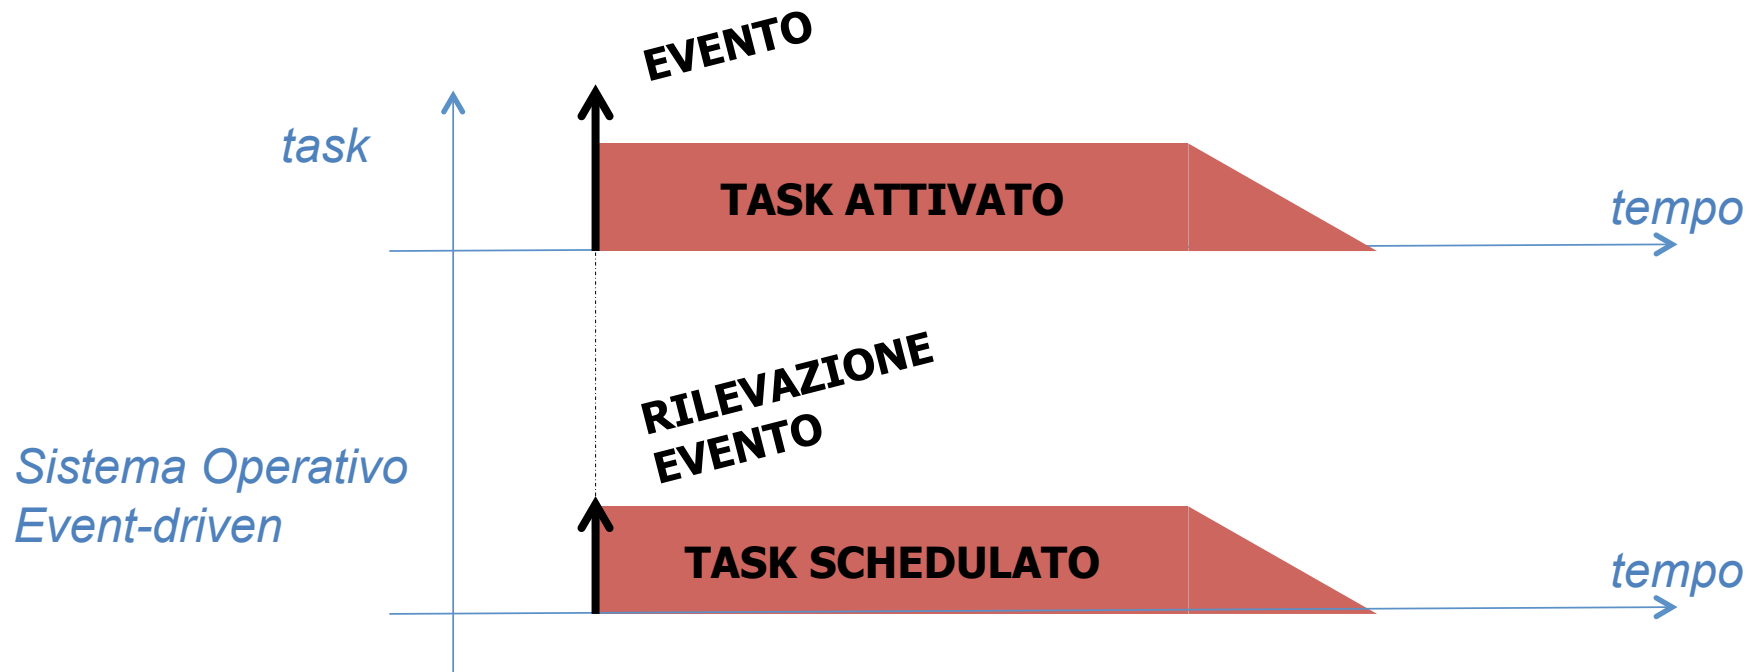 EVENTO
task
TASK ATTIVATO
tempo
RILEVAZIONE
EVENTO
Sistema Operativo
Event-driven
TASK SCHEDULATO
tempo